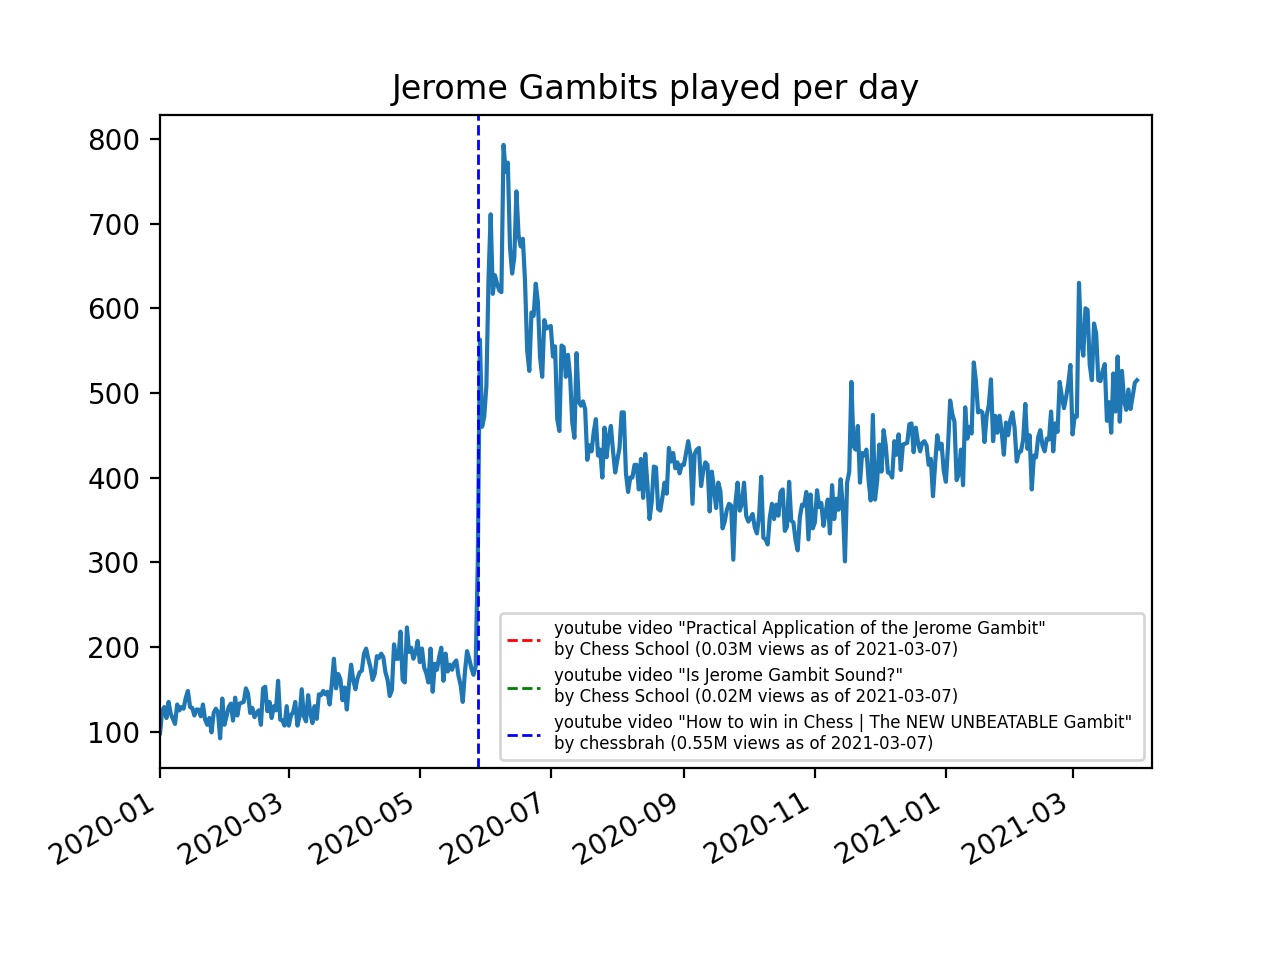 Jerome Gambits played per day
800
700
600
500
400
300
200
100
youtube video "Practical Application of the Jerome Gambit"
by Chess School (0.03M views as of 2021-03-07)
youtube video "Is Jerome Gambit Sound?"
by Chess School (0.02M views as of 2021-03-07)
youtube video "How to win in Chess | The NEW UNBEATABLE Gambit"
by chessbrah (0.55M views as of 2021-03-07)
2020-01
2020-03
2020-05
2020-07
2020-09
2020-11
2021-01
2021-03